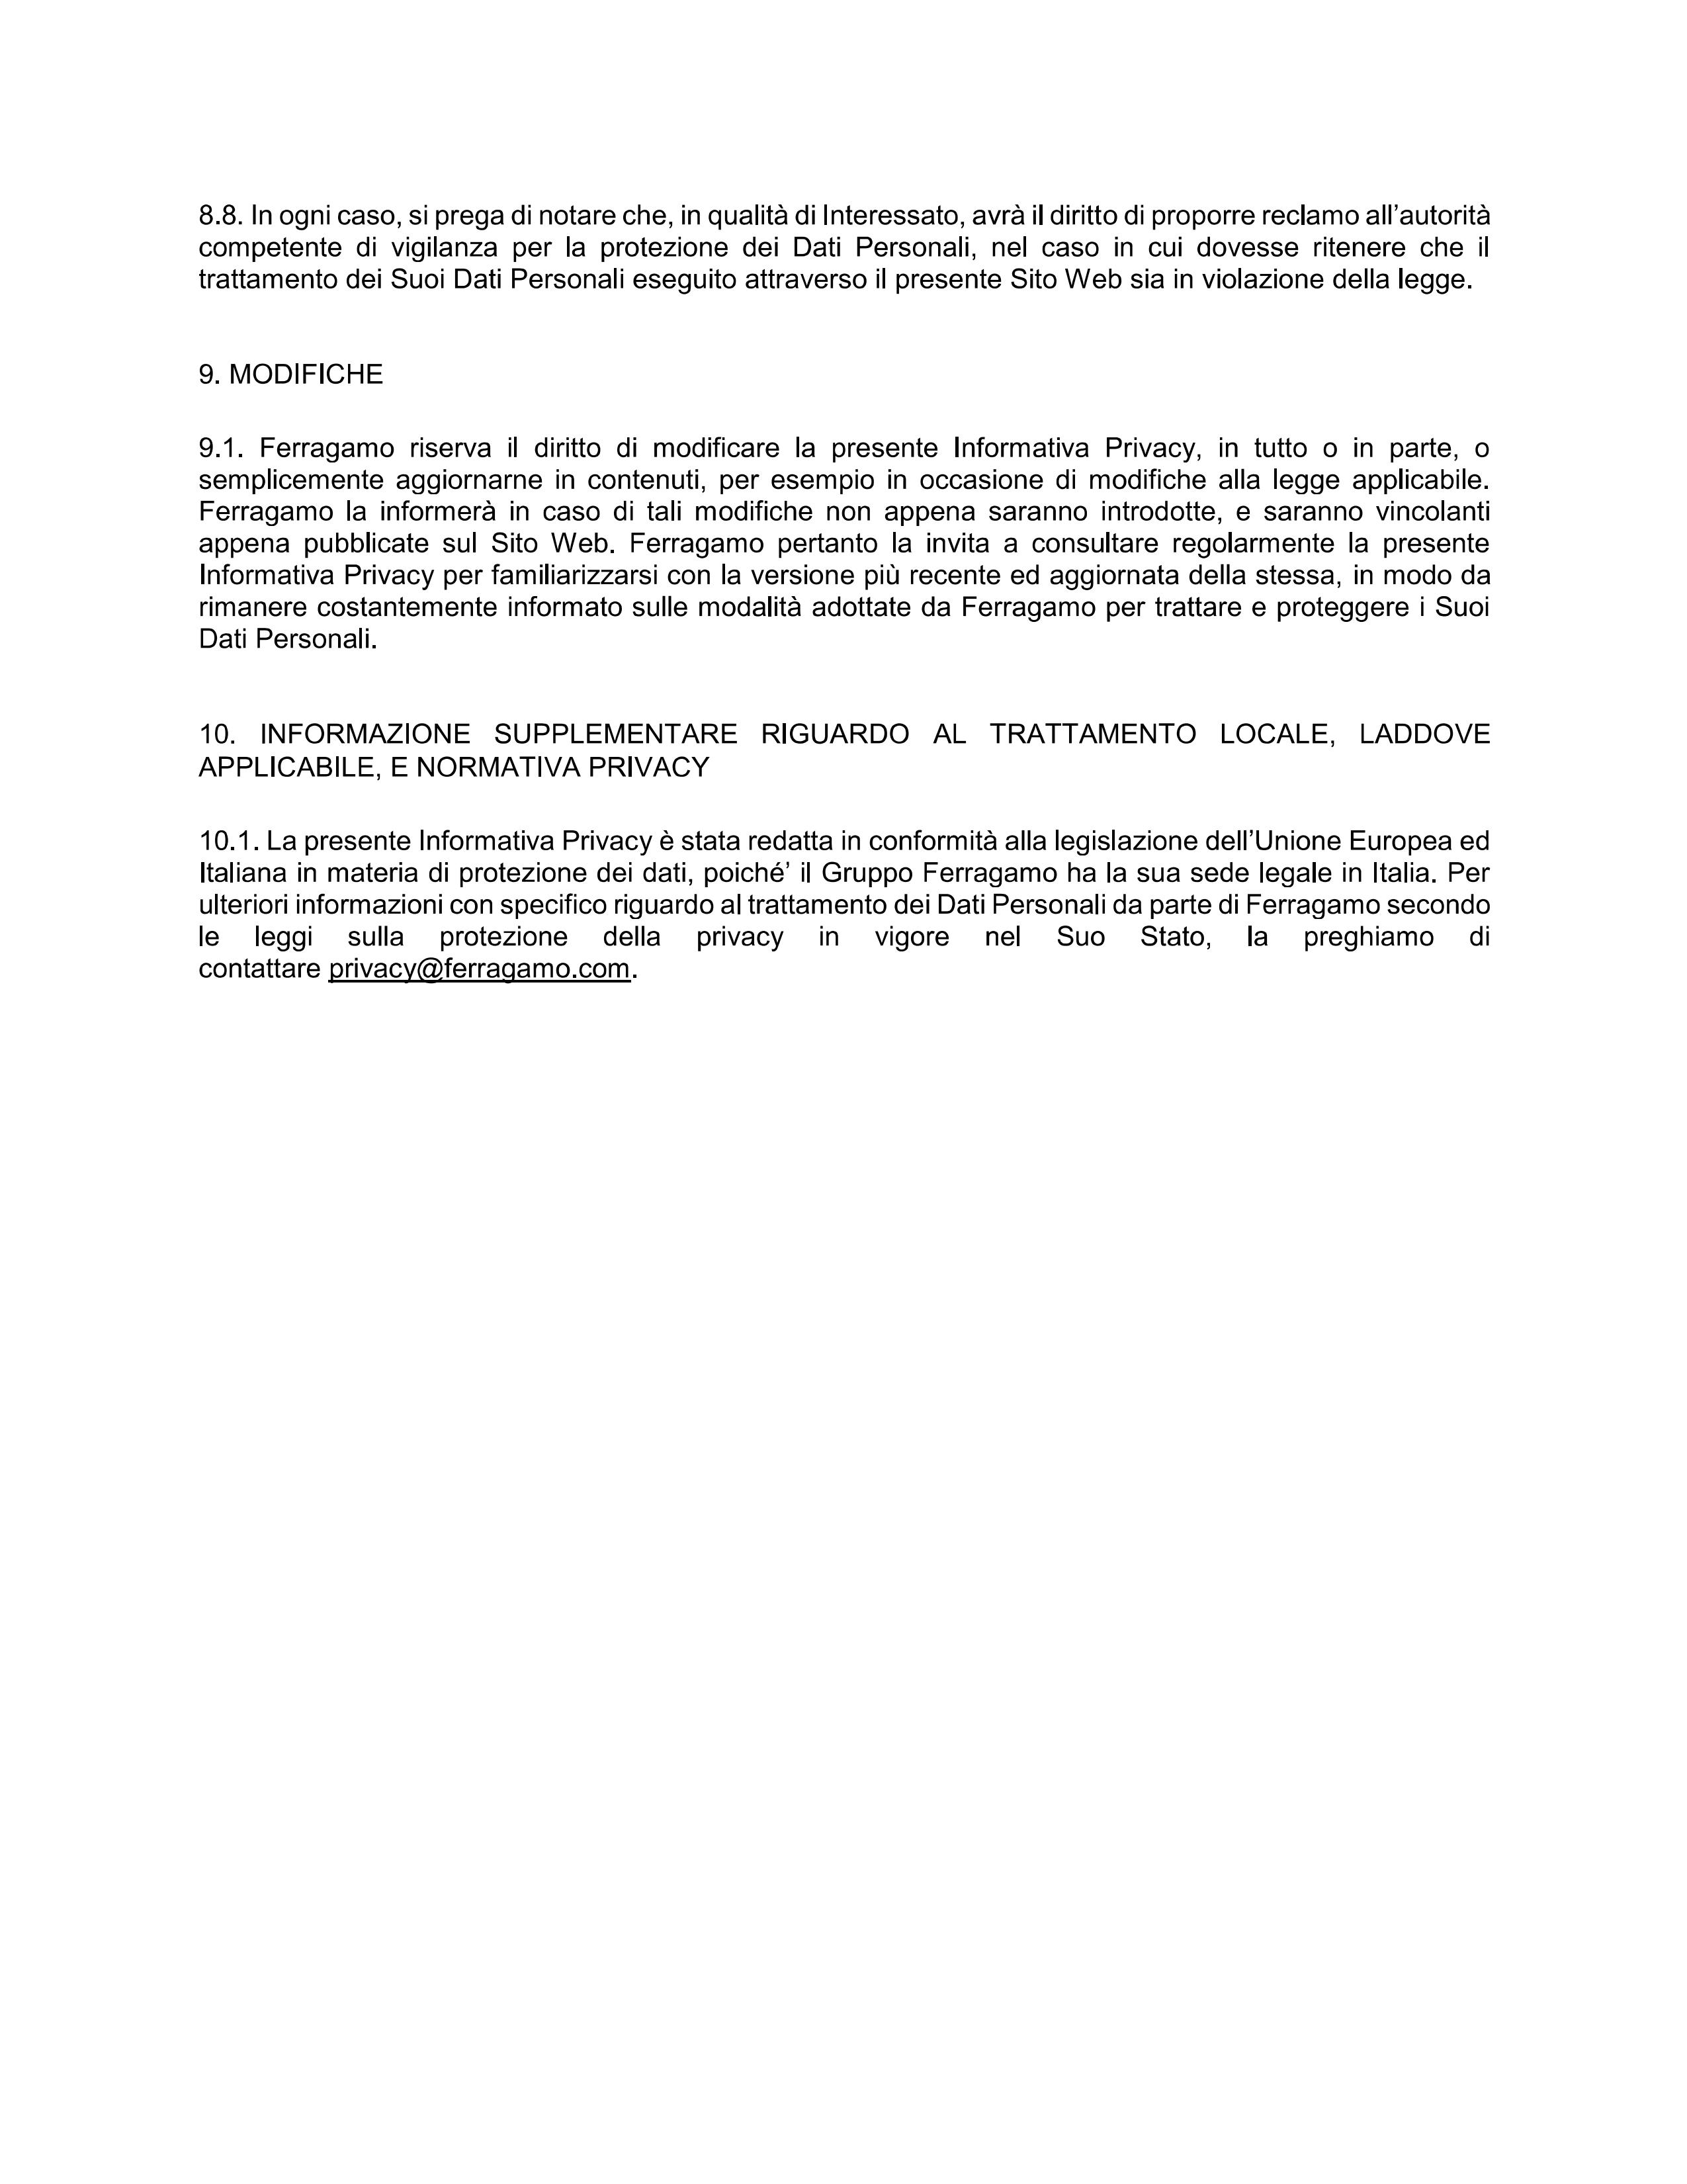 8.8. In ogni caso, si prega di notare che, in qualità di Interessato, avrà il diritto di proporre reclamo all’autorità
competente di vigilanza per la protezione dei Dati Personali, nel caso in cui dovesse ritenere che il
trattamento dei Suoi Dati Personali eseguito attraverso il presente Sito Web sia in violazione della legge.
9. MODIFICHE
9.1. Ferragamo riserva il diritto di modificare la presente Informativa Privacy, in tutto o in parte, o
semplicemente aggiornarne in contenuti, per esempio in occasione di modifiche alla legge applicabile.
Ferragamo la informerà in caso di tali modifiche non appena saranno introdotte, e saranno vincolanti
appena pubblicate sul Sito Web. Ferragamo pertanto la invita a consultare regolarmente la presente
Informativa Privacy per familiarizzarsi con la versione più recente ed aggiornata della stessa, in modo da
rimanere costantemente informato sulle modalità adottate da Ferragamo per trattare e proteggere i Suoi
Dati Personali.
10. INFORMAZIONE SUPPLEMENTARE RIGUARDO AL TRATTAMENTO LOCALE, LADDOVE
APPLICABILE, E NORMATIVA PRIVACY
10.1. La presente Informativa Privacy è stata redatta in conformità alla legislazione dell’Unione Europea ed
Italiana in materia di protezione dei dati, poiché’ il Gruppo Ferragamo ha la sua sede legale in Italia. Per
ulteriori informazioni con specifico riguardo al trattamento dei Dati Personali da parte di Ferragamo secondo
le leggi sulla protezione della privacy in vigore nel Suo Stato, la preghiamo di
contattare privacy@ferragamo.com.